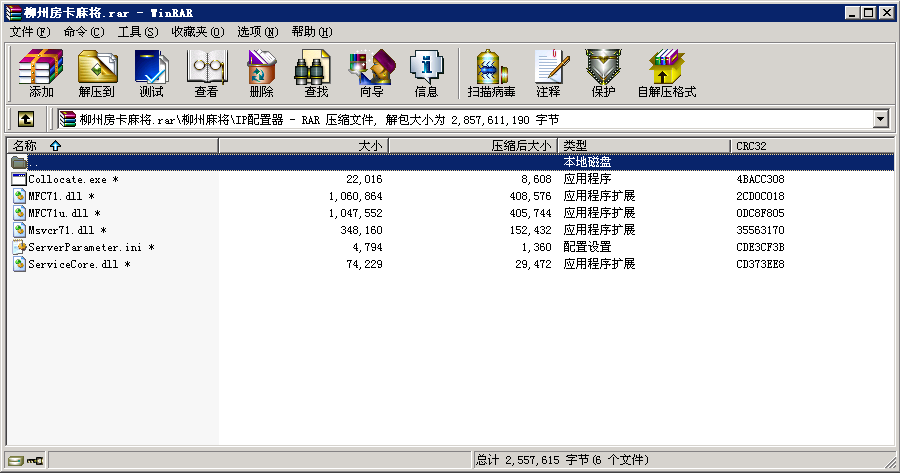 柳州房卡麻将.rar - WinRAR
文件(F) 命令(C) 工具(S) 收藏夹(O) 选项(N) 帮助(H)
添加 解压到 测试 查看 删除 查找 向导 信息 扫描病毒 注释 保护 自解压格式
柳州房卡麻将.rar\柳州麻将\IP配置器 - RAR 压缩文件, 解包大小为 2,857,611,190 字节
名称 大小 压缩后大小 类型 CRC32
.. 本地磁盘
Collocate.exe * 22,016 8,608 应用程序 4BACC308
MFC71.dll * 1,060,864 408,576 应用程序扩展 2CD0C018
MFC71u.dll * 1,047,552 405,744 应用程序扩展 0DC8F805
Msvcr71.dll * 348,160 152,432 应用程序扩展 35563170
ServerParameter.ini * 4,794 1,360 配置设置 CDE3CF3B
ServiceCore.dll * 74,229 29,472 应用程序扩展 CD373EE8
总计 2,557,615 字节(6 个文件)